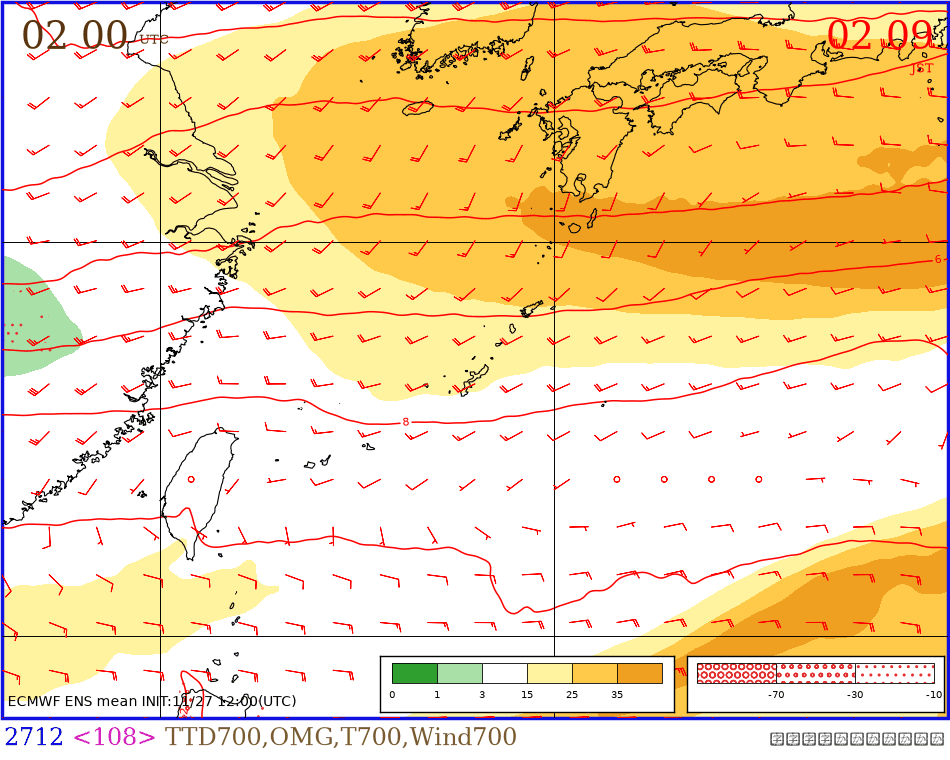 02 00 UTC
02 09 JST
6
8
0 1 3 15 25 35
-70 -30 -10
ECMWF ENS mean INIT:11/27 12:00(UTC)
2712 <108> TTD700,OMG,T700,Wind700